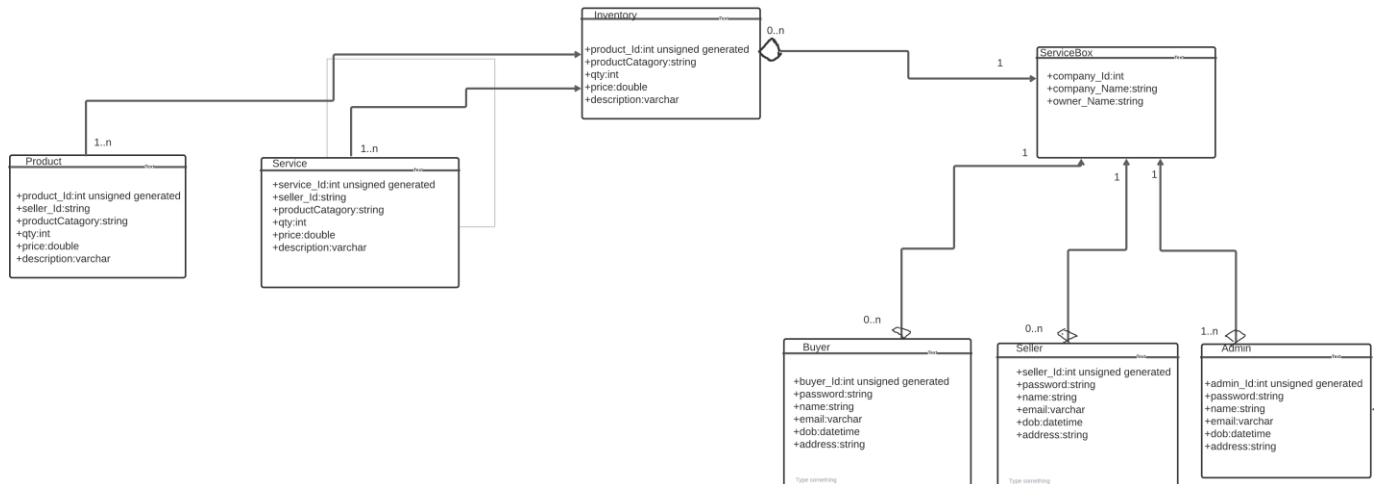 Inventory
+product_Id:int unsigned generated
+productCatagory:string
+qty:int
+price:double
+description:varchar
0..n
1
ServiceBox
+company_Id:int
+company_Name:string
+owner_Name:string
1..n
Product
+product_Id:int unsigned generated
+seller_Id:string
+productCatagory:string
+qty:int
+price:double
+description:varchar
1..n
Service
+service_Id:int unsigned generated
+seller_Id:string
+productCatagory:string
+qty:int
+price:double
+description:varchar
1
1
1
0..n
Buyer
+buyer_Id:int unsigned generated
+password:string
+name:string
+email:varchar
+dob:datetime
+address:string
Type something
0..n
Seller
+seller_Id:int unsigned generated
+password:string
+name:string
+email:varchar
+dob:datetime
+address:string
Type something
1..n
Admin
+admin_Id:int unsigned generated
+password:string
+name:string
+email:varchar
+dob:datetime
+address:string